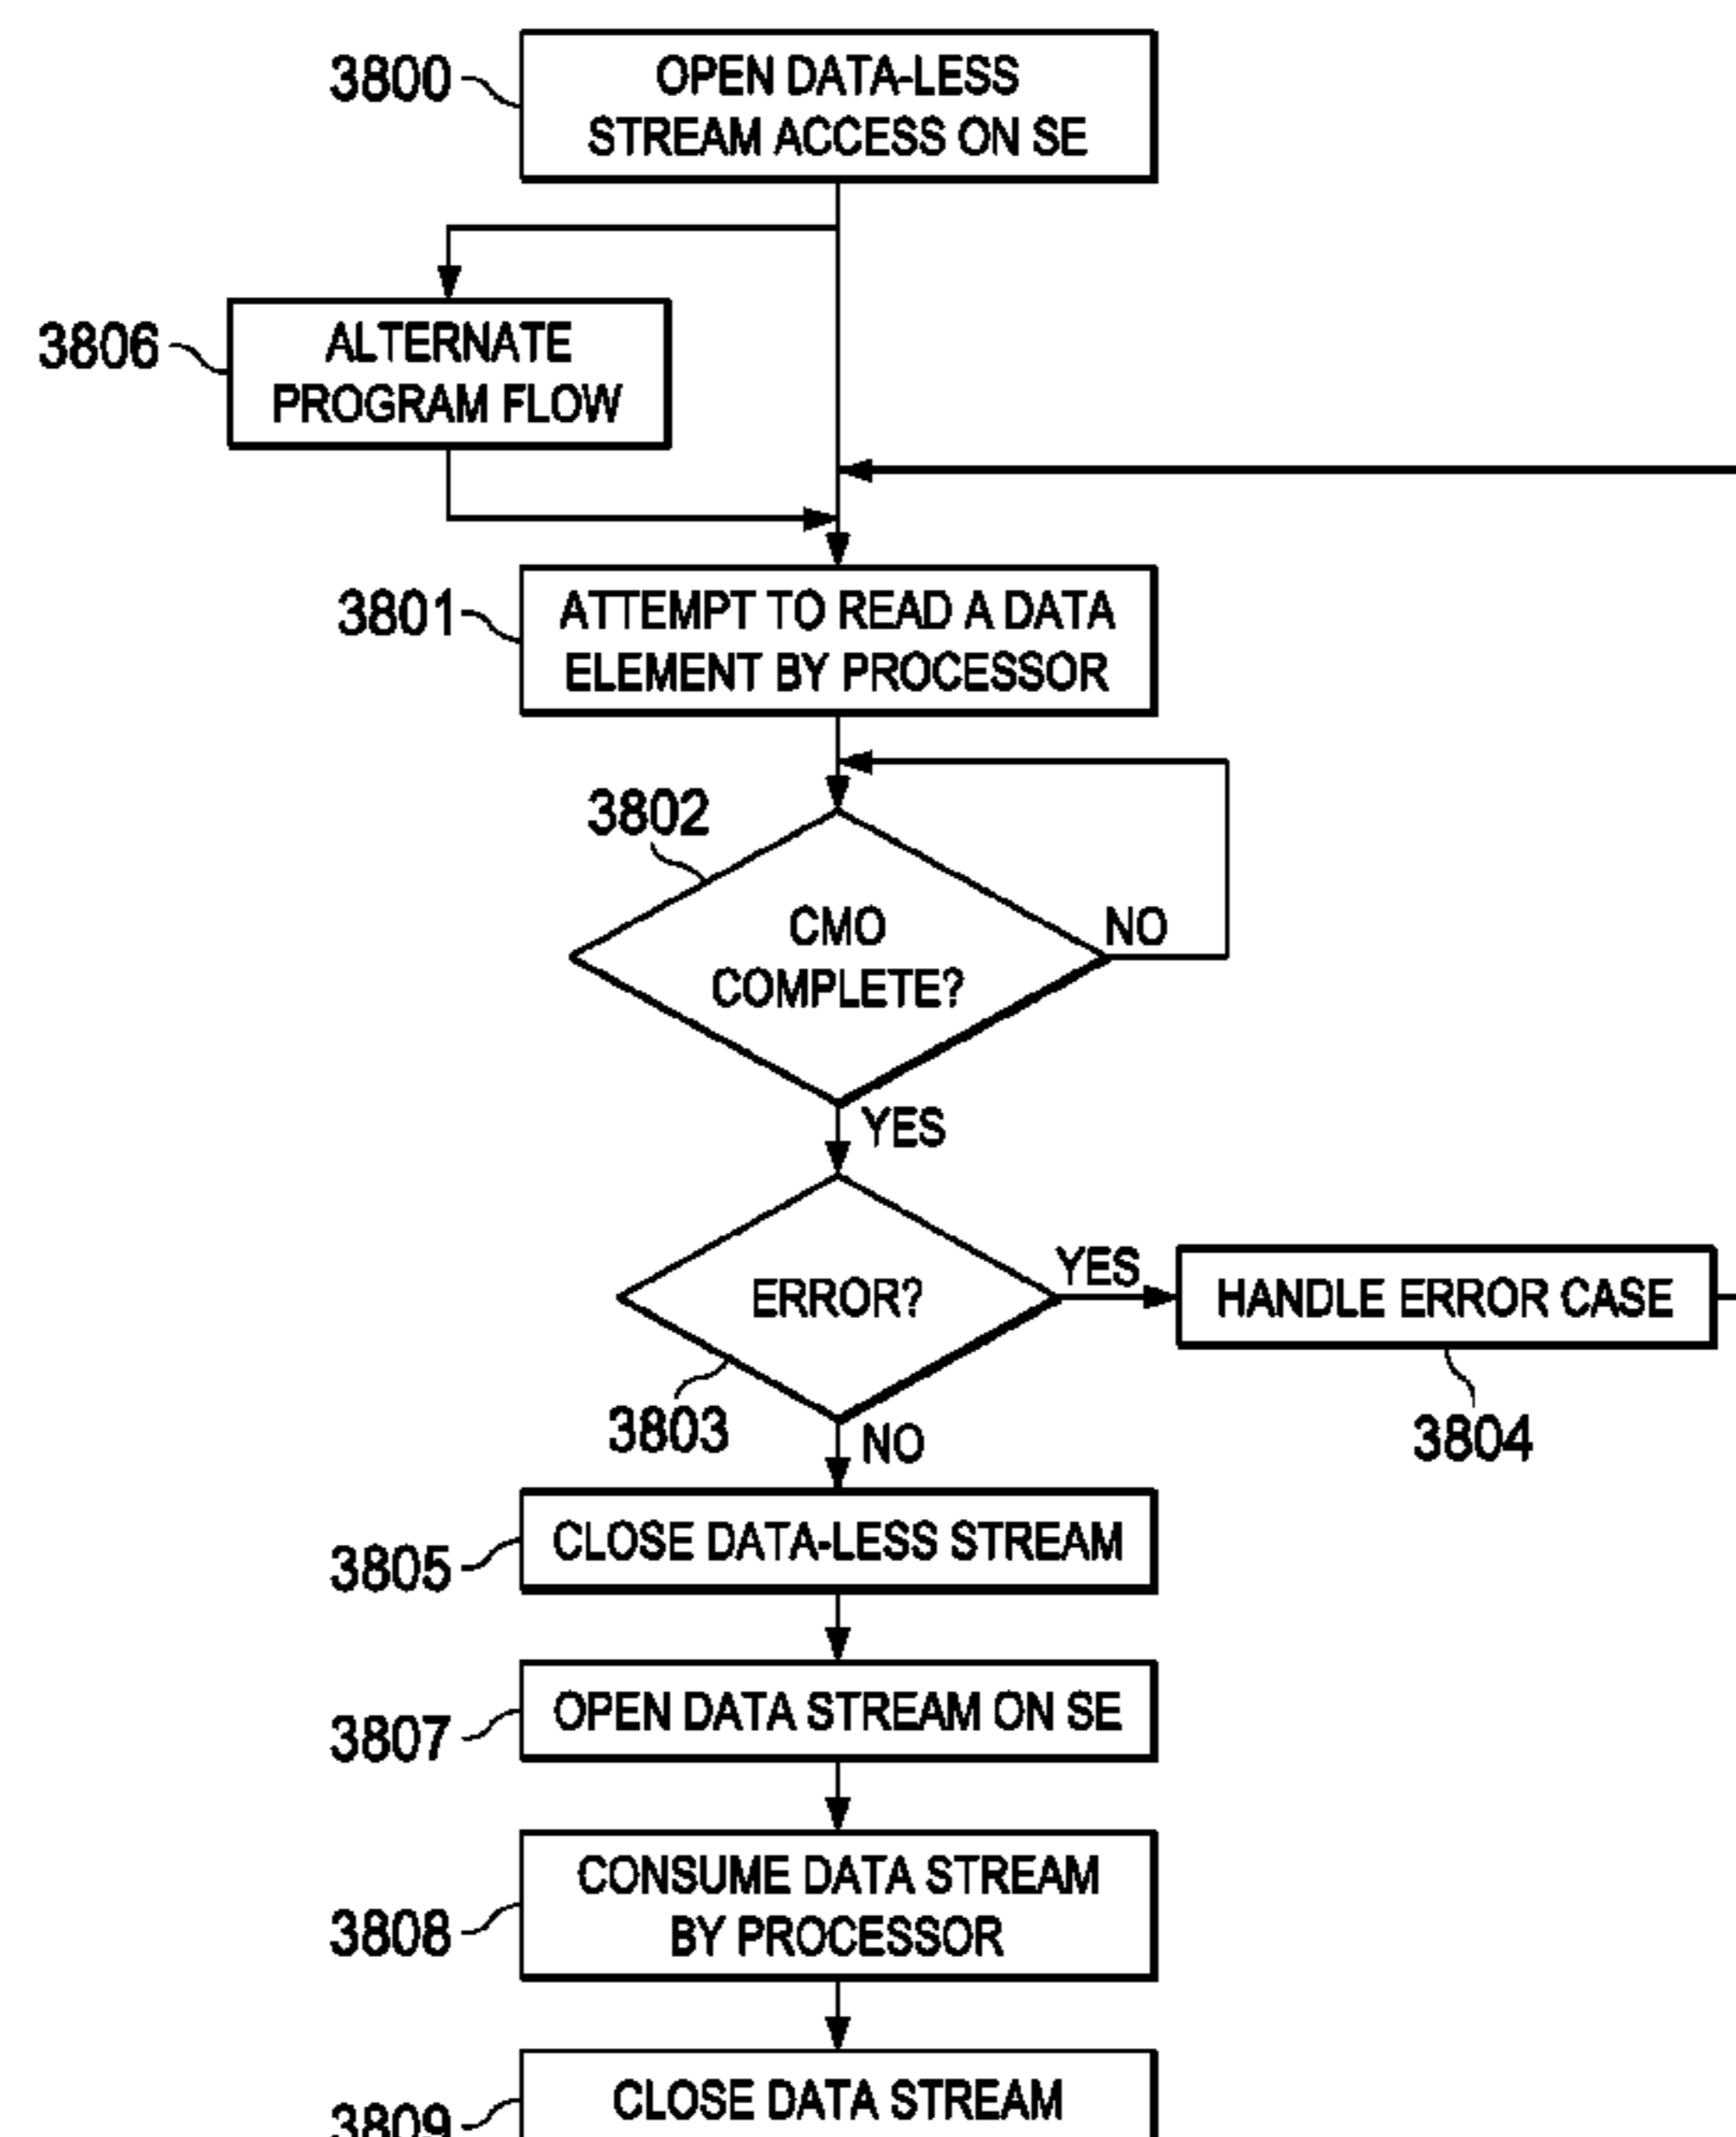 3800
OPEN DATA-LESS
STREAM ACCESS ON SE
3806
ALTERNATE
PROGRAM FLOW
3801
ATTEMPT TO READ A DATA
ELEMENT BY PROCESSOR
3802
CMO
COMPLETE?
NO
YES
ERROR?
YES
HANDLE ERROR CASE
3803
NO
3804
CLOSE DATA-LESS STREAM
3805
OPEN DATA STREAM ON SE
3807
CONSUME DATA STREAM
BY PROCESSOR
3808
CLOSE DATA STREAM
3809